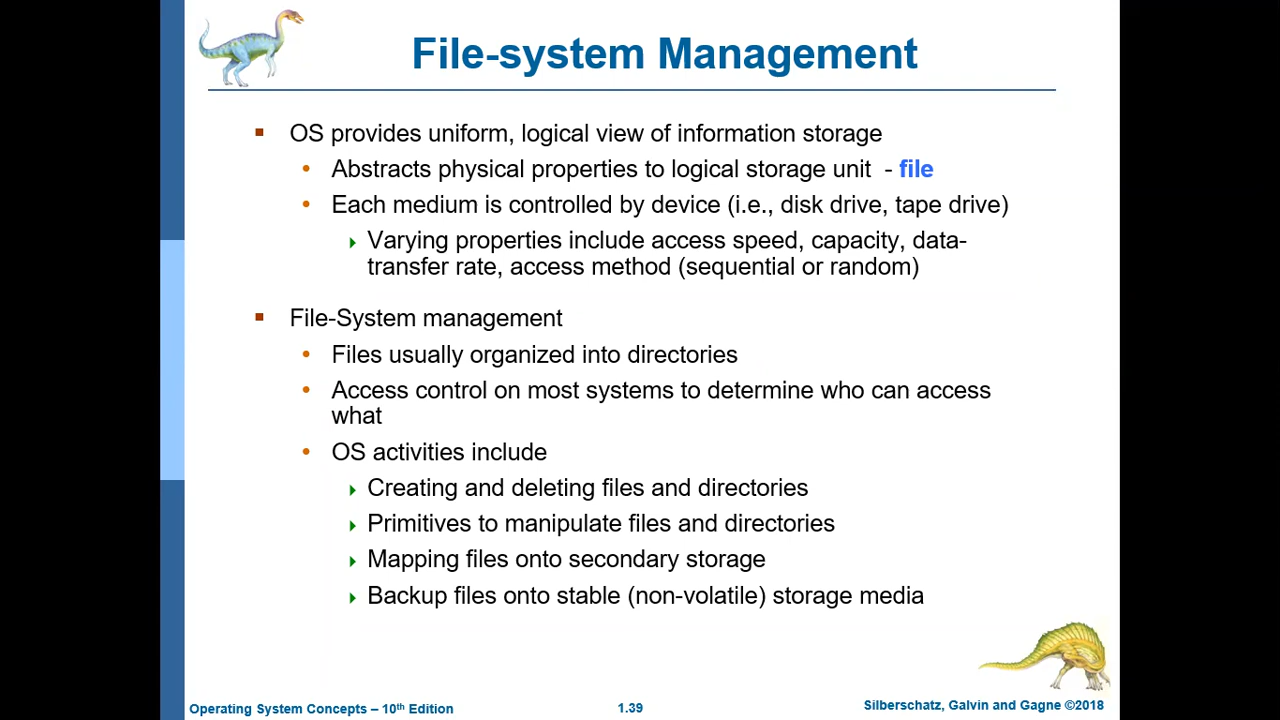 File-system Management
OS provides uniform, logical view of information storage
Abstracts physical properties to logical storage unit - file
Each medium is controlled by device (i.e., disk drive, tape drive)
Varying properties include access speed, capacity, data-
transfer rate, access method (sequential or random)
File-System management
Files usually organized into directories
Access control on most systems to determine who can access
what
OS activities include
Creating and deleting files and directories
Primitives to manipulate files and directories
Mapping files onto secondary storage
Backup files onto stable (non-volatile) storage media
Operating System Concepts – 10th Edition
1.39
Silberschatz, Galvin and Gagne ©2018